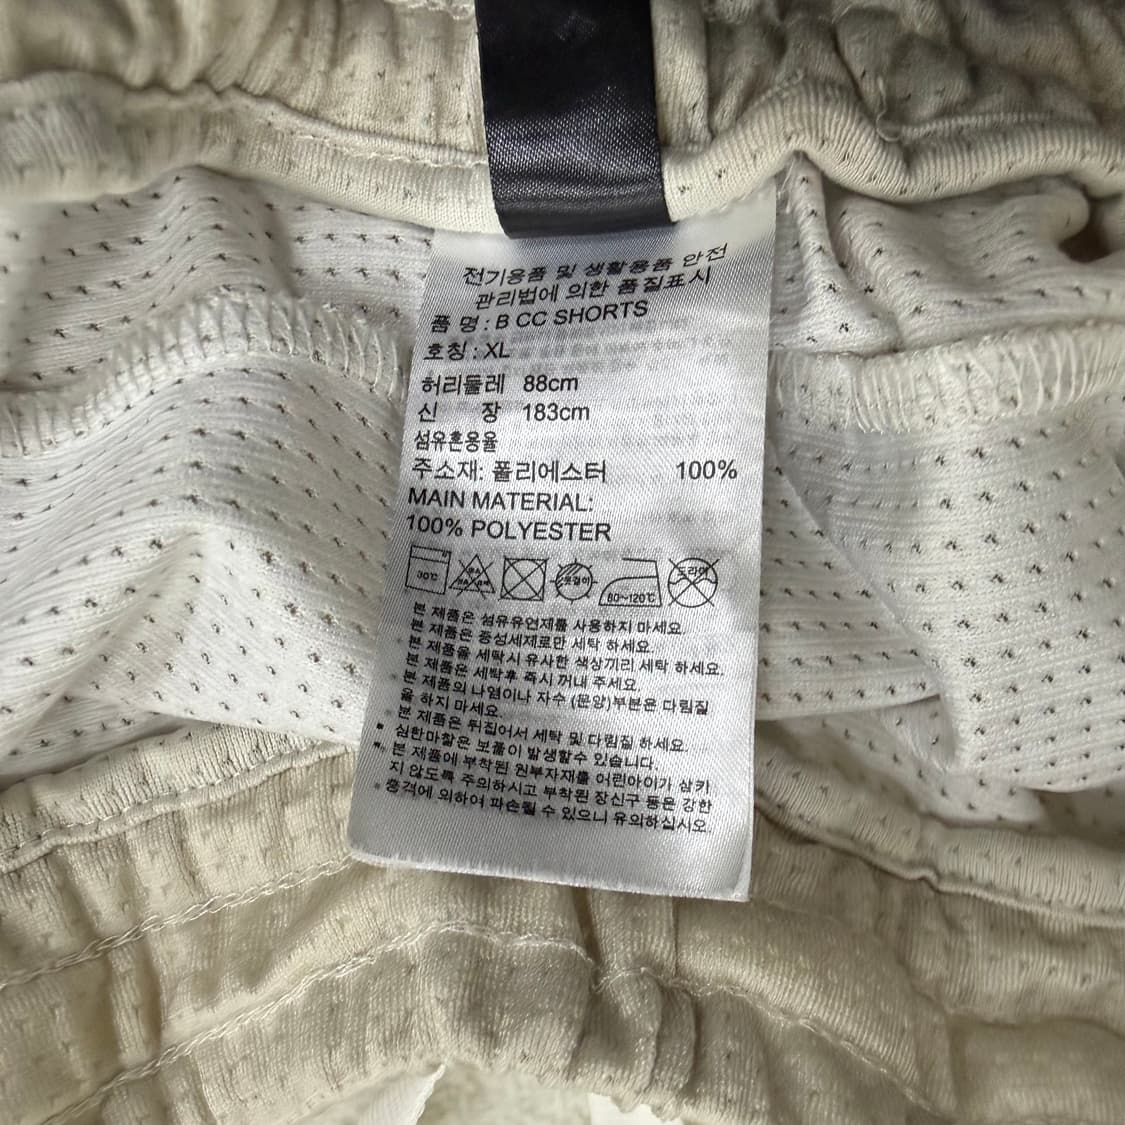 전기용품 및 생활용품 안전
관리법에 의한 품질표시
품 명 : B CC SHORTS
호칭 : XL
허리둘레 88cm
신 장 183cm
섬유혼용율
주소재: 폴리에스터 100%
MAIN MATERIAL:
100% POLYESTER
30℃ 옷걸이 80~120℃ 드라이
본 제품은 섬유유연제를 사용하지 마세요.
본 제품은 중성세제로만 세탁 하세요.
본 제품을 세탁시 유사한 색상끼리 세탁 하세요.
본 제품은 세탁후 즉시 꺼내 주세요.
본 제품의 나염이나 자수 (문양)부분은 다림질
을 하지 마세요.
본 제품은 뒤집어서 세탁 및 다림질 하세요.
심한마찰은 보풀이 발생할수 있습니다.
본 제품에 부착된 원부자재를 어린아이가 삼키
지 않도록 주의하시고 부착된 장신구 등은 강한
충격에 의하여 파손될 수 있으니 유의하십시오.